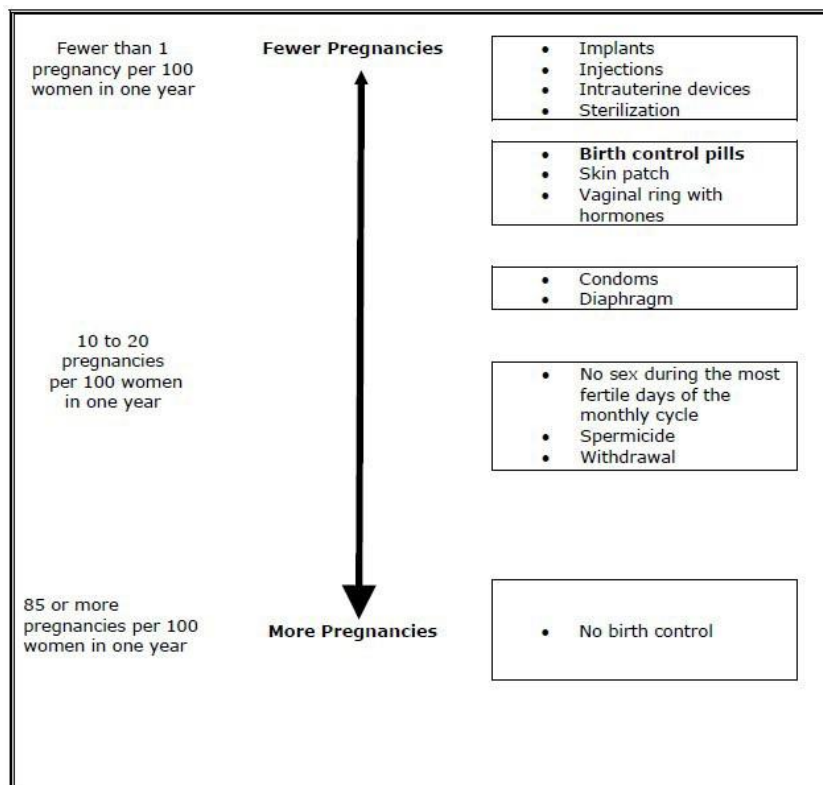 Fewer than 1
pregnancy per 100
women in one year
Fewer Pregnancies
• Implants
• Injections
• Intrauterine devices
• Sterilization
• Birth control pills
• Skin patch
• Vaginal ring with
hormones
• Condoms
• Diaphragm
10 to 20
pregnancies
per 100 women
in one year
• No sex during the most
fertile days of the
monthly cycle
• Spermicide
• Withdrawal
85 or more
pregnancies per 100
women in one year
More Pregnancies
• No birth control